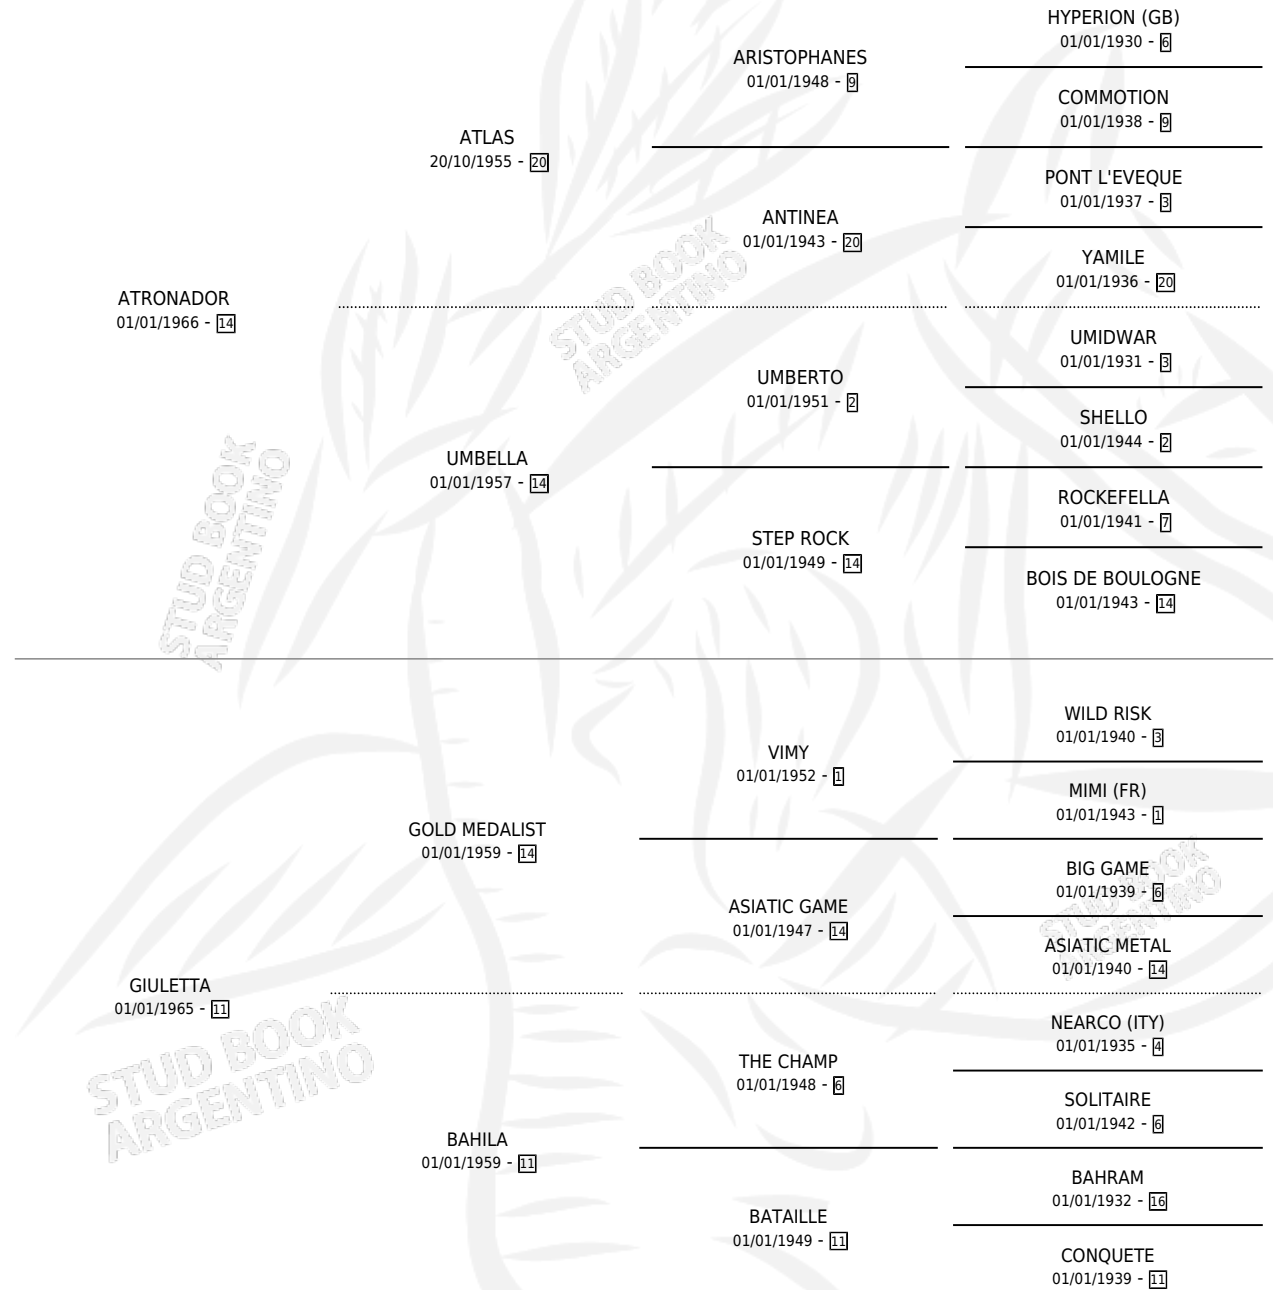 HYPERION (GB)
01/01/1930 - 6
ARISTOPHANES
01/01/1948 - 9
COMMOTION
01/01/1938 - 9
ATLAS
20/10/1955 - 20
PONT L'EVEQUE
01/01/1937 - 3
ANTINEA
01/01/1943 - 20
YAMILE
01/01/1936 - 20
ATRONADOR
01/01/1966 - 14
STUD BOOK
ARGENTINO
UMIDWAR
01/01/1931 - 3
UMBERTO
01/01/1951 - 2
SHELLO
01/01/1944 - 2
UMBELLA
01/01/1957 - 14
ROCKEFELLA
01/01/1941 - 7
STEP ROCK
01/01/1949 - 14
BOIS DE BOULOGNE
01/01/1943 - 14
STUD BOOK
ARGENTINO
WILD RISK
01/01/1940 - 3
VIMY
01/01/1952 - 1
MIMI (FR)
01/01/1943 - 1
GOLD MEDALIST
01/01/1959 - 14
BIG GAME
01/01/1939 - 6
ASIATIC GAME
01/01/1947 - 14
STUD BOOK
ARGENTINO
ASIATIC METAL
01/01/1940 - 14
GIULETTA
01/01/1965 - 11
NEARCO (ITY)
01/01/1935 - 4
THE CHAMP
01/01/1948 - 6
STUD BOOK
ARGENTINO
SOLITAIRE
01/01/1942 - 6
BAHILA
01/01/1959 - 11
BAHRAM
01/01/1932 - 16
BATAILLE
01/01/1949 - 11
CONQUETE
01/01/1939 - 11